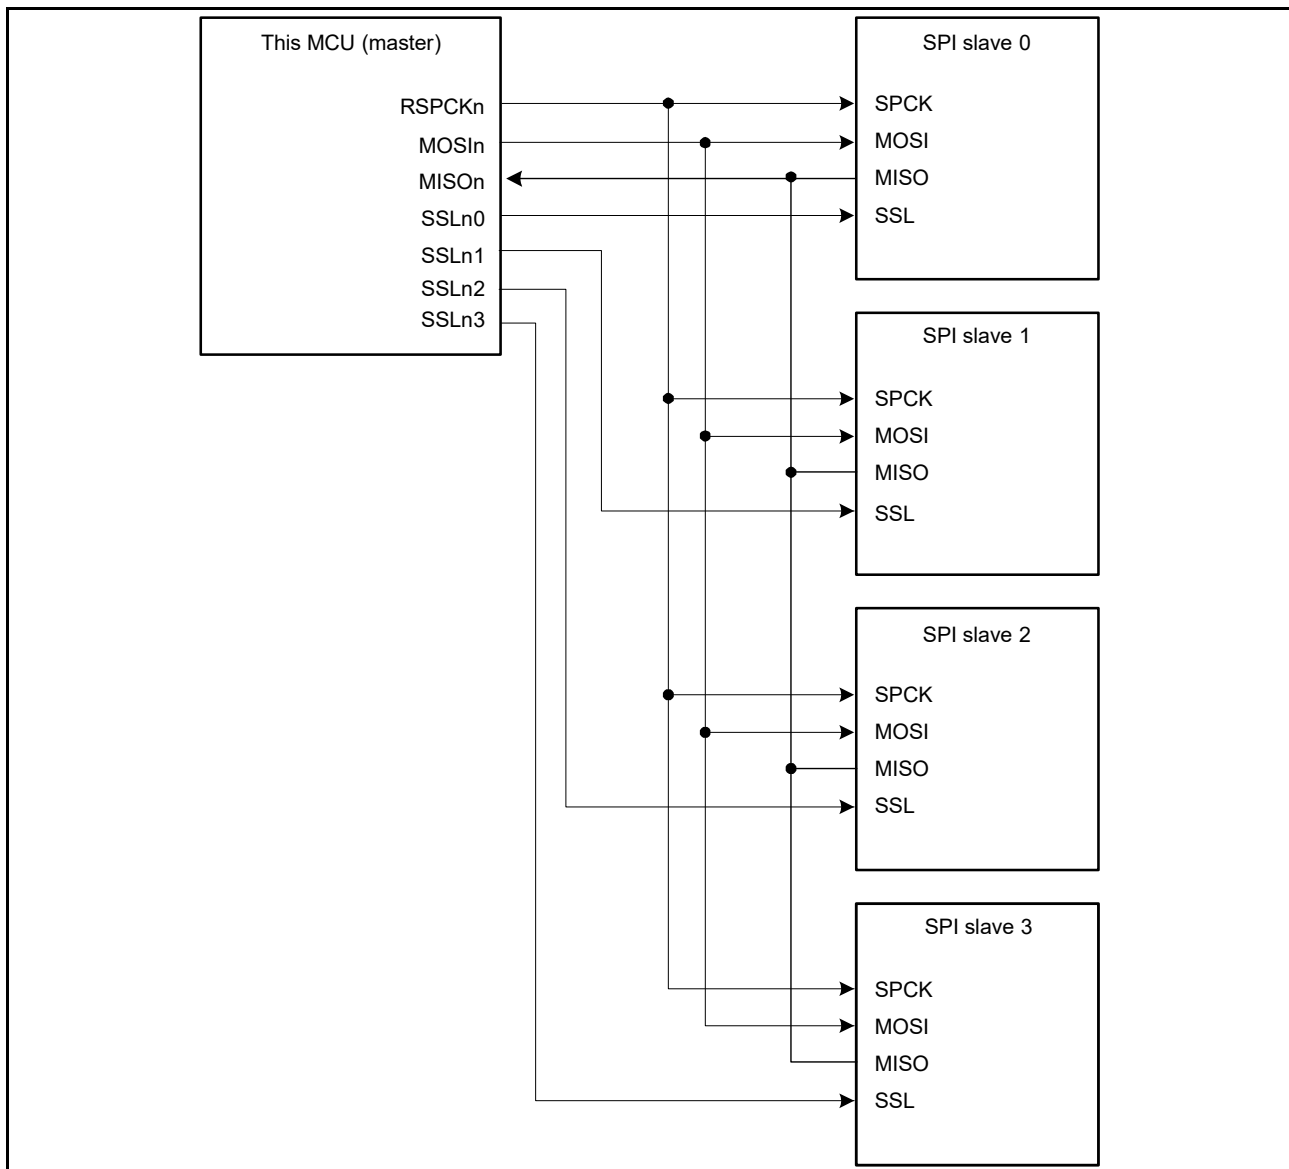 This MCU (master)
RSPCKn
MOSIn
MISOn
SSLn0
SSLn1
SSLn2
SSLn3
SPI slave 0
SPCK
MOSI
MISO
SSL
SPI slave 1
SPCK
MOSI
MISO
SSL
SPI slave 2
SPCK
MOSI
MISO
SSL
SPI slave 3
SPCK
MOSI
MISO
SSL